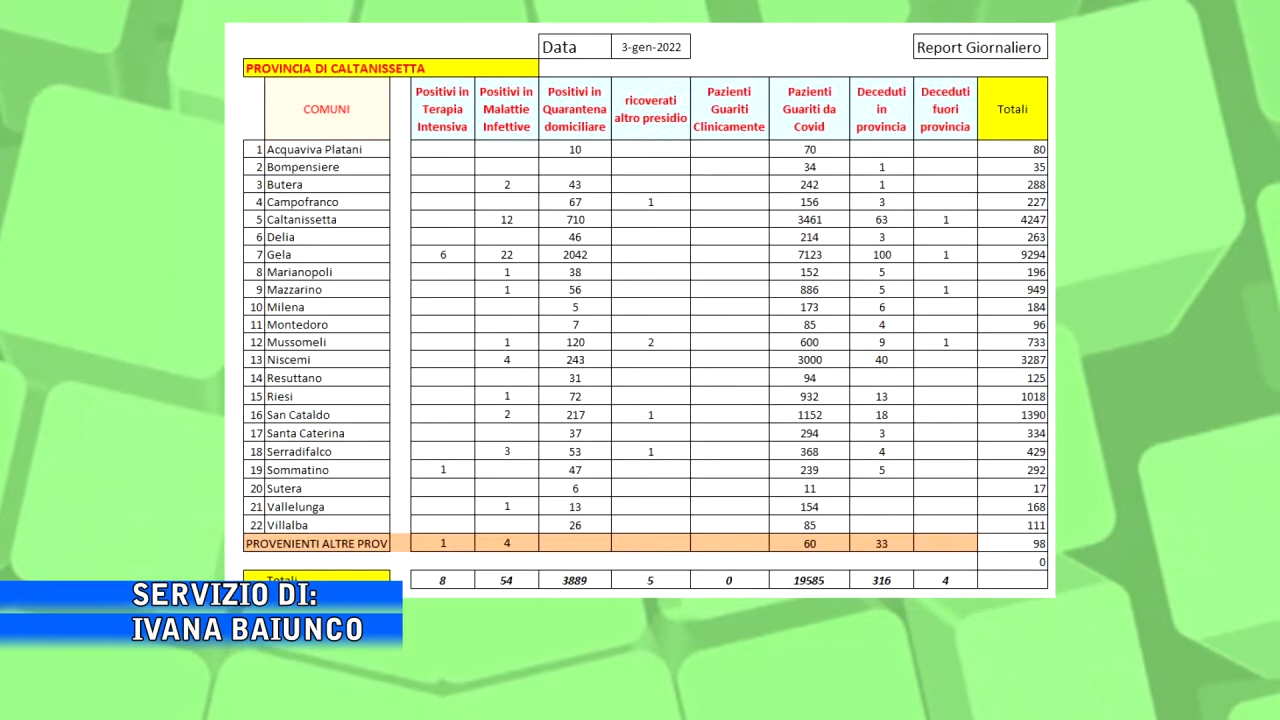 Data 3-gen-2022 Report Giornaliero
PROVINCIA DI CALTANISSETTA
COMUNI Positivi in Terapia Intensiva Positivi in Malattie Infettive Positivi in Quarantena domiciliare ricoverati altro presidio Pazienti Guariti Clinicamente Pazienti Guariti da Covid Deceduti in provincia Deceduti fuori provincia Totali
1 Acquaviva Platani 10 70 80
2 Bompensiere 34 1 35
3 Butera 2 43 242 1 288
4 Campofranco 67 1 156 3 227
5 Caltanissetta 12 710 3461 63 1 4247
6 Delia 46 214 3 263
7 Gela 6 22 2042 7123 100 1 9294
8 Marianopoli 1 38 152 5 196
9 Mazzarino 1 56 886 5 1 949
10 Milena 5 173 6 184
11 Montedoro 7 85 4 96
12 Mussomeli 1 120 2 600 9 1 733
13 Niscemi 4 243 3000 40 3287
14 Resuttano 31 94 125
15 Riesi 1 72 932 13 1018
16 San Cataldo 2 217 1 1152 18 1390
17 Santa Caterina 37 294 3 334
18 Serradifalco 3 53 1 368 4 429
19 Sommatino 1 47 239 5 292
20 Sutera 6 11 17
21 Vallelunga 1 13 154 168
22 Villalba 26 85 111
PROVENIENTI ALTRE PROV 1 4 60 33 98
0
Totali 8 54 3889 5 0 19585 316 4
SERVIZIO DI:
IVANA BAIUNCO